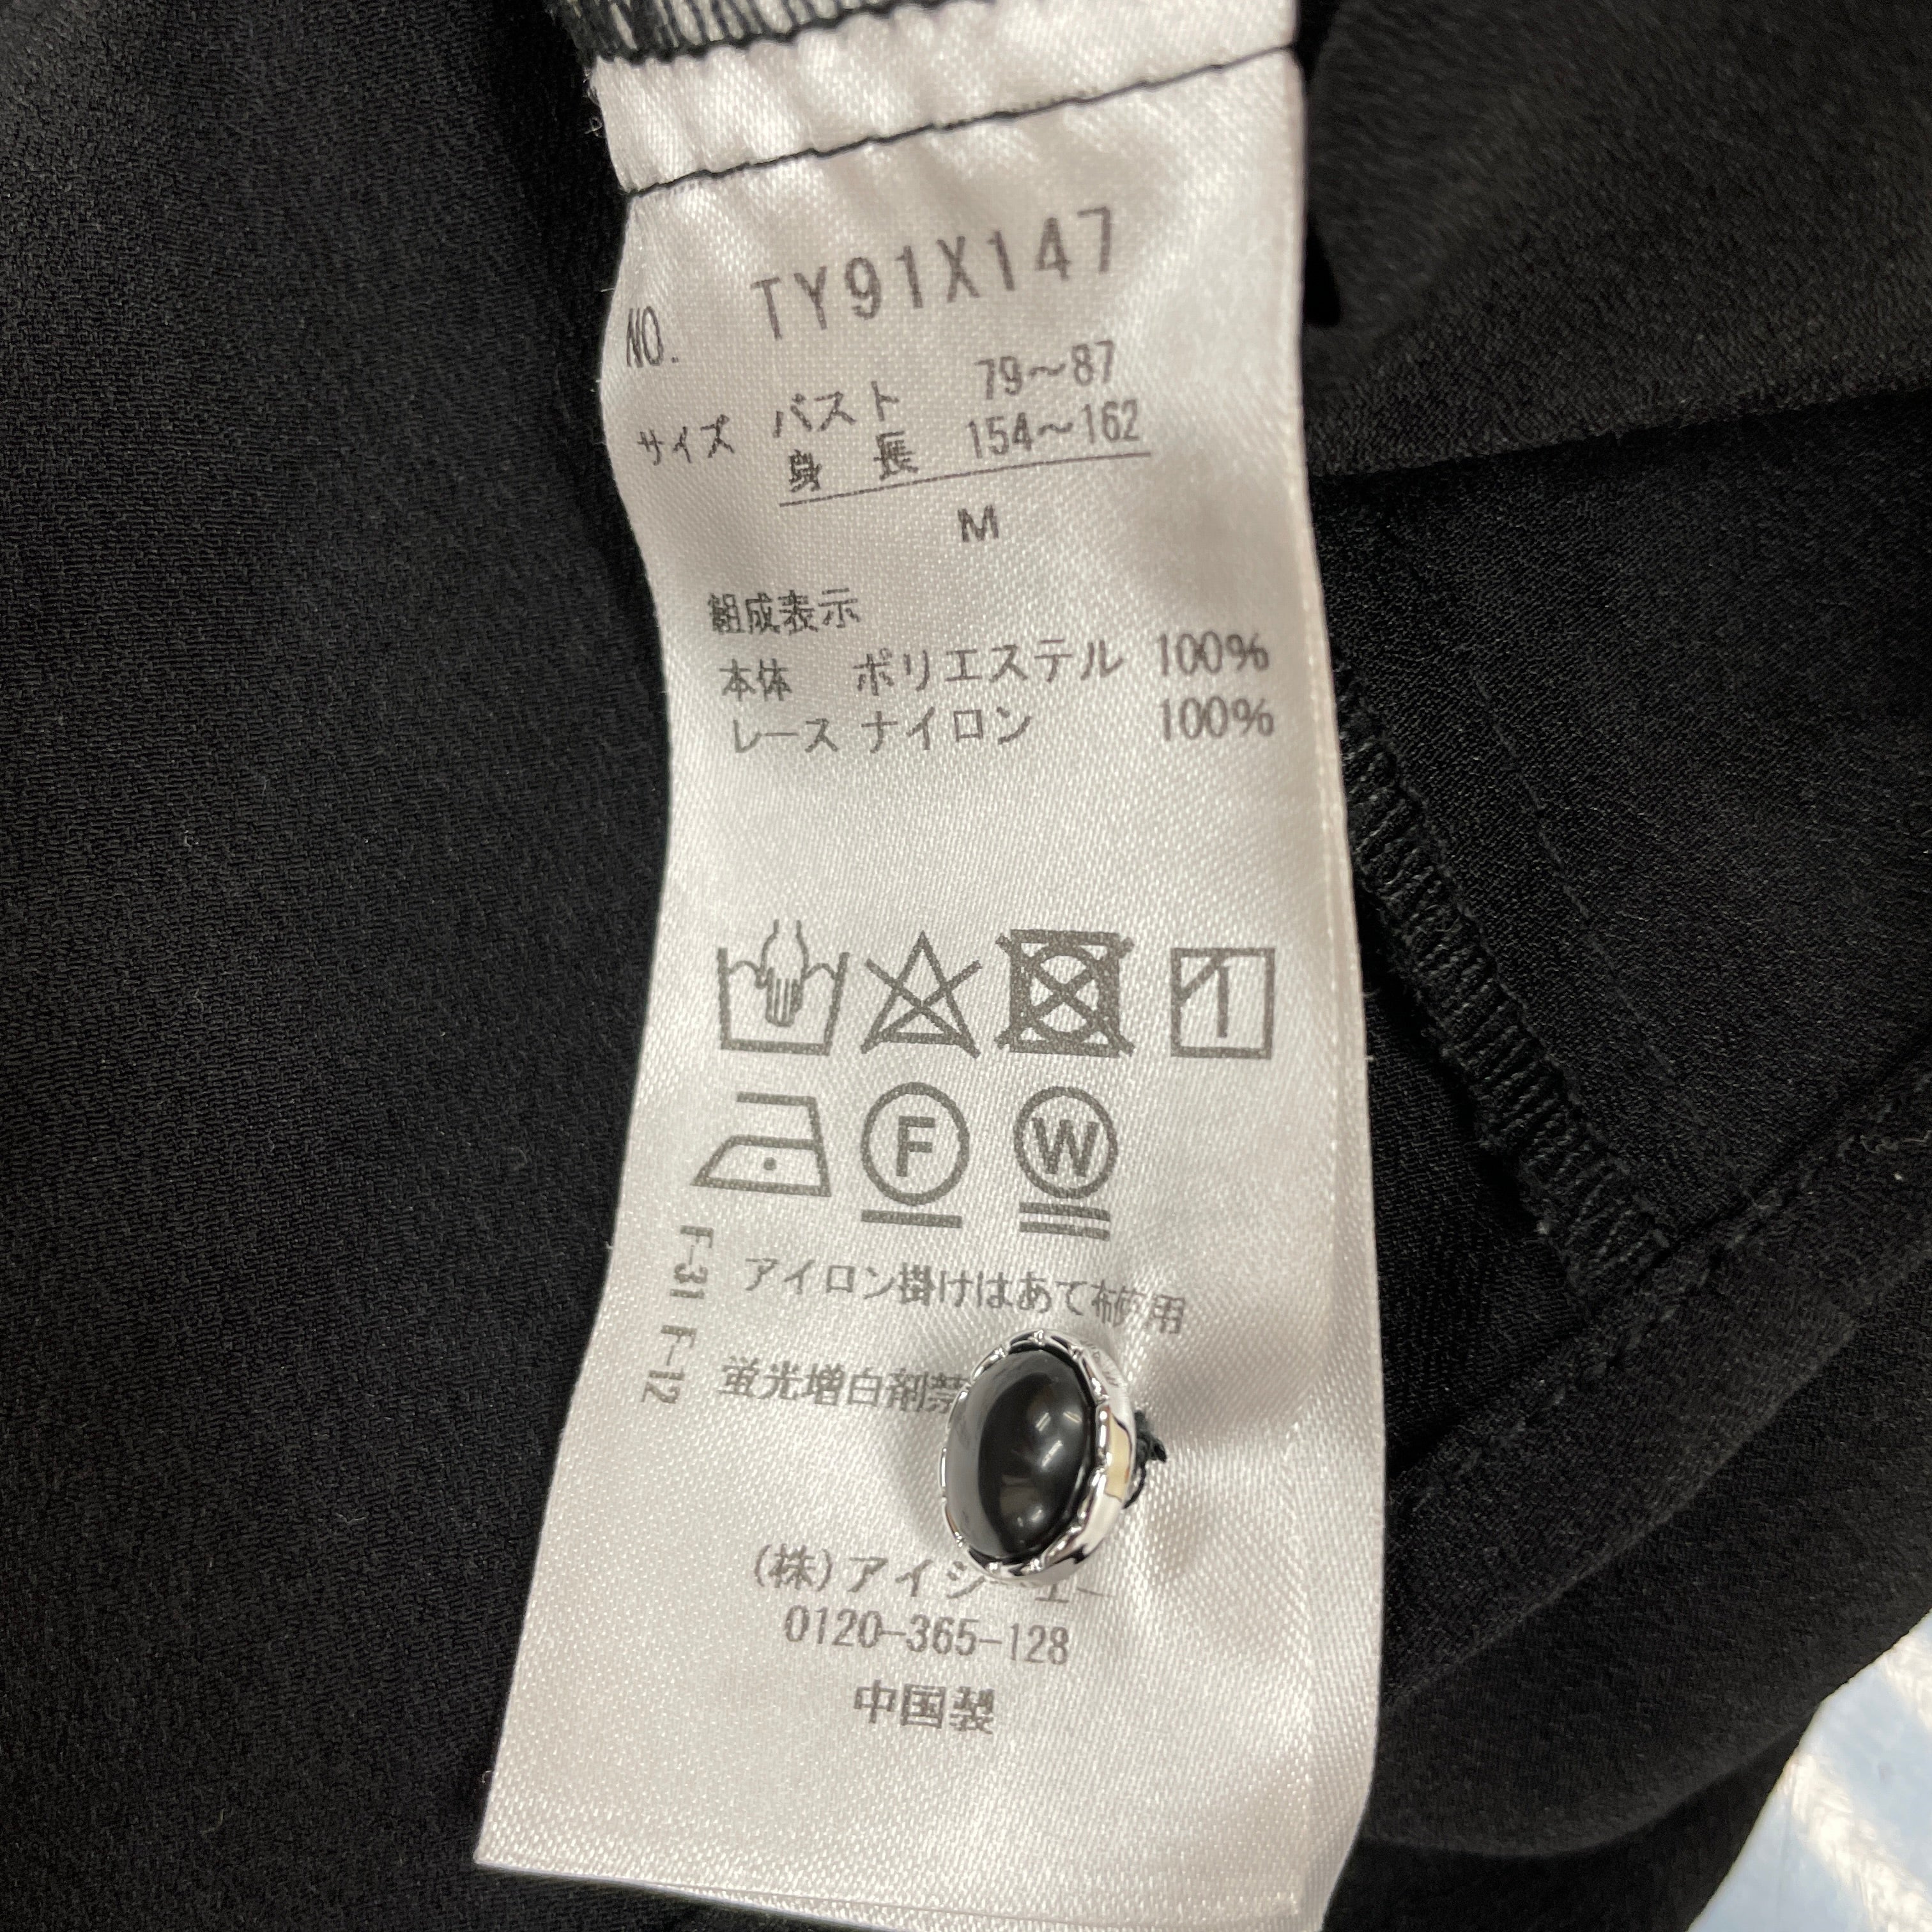 NO. TY91X147
サイズ バスト 79～87
身長 154～162
M
組成表示
本体 ポリエステル 100%
レース ナイロン 100%
F
W
アイロン掛けはあて布使用
蛍光増白剤禁
F-31 F-12
(株)アイジーエー
0120-365-128
中国製